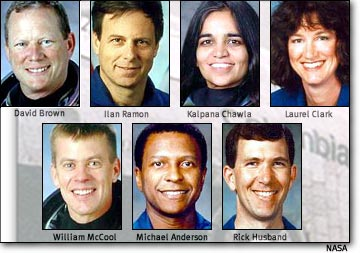 David Brown
Ilan Ramon
Kalpana Chawla
Laurel Clark
William McCool
Michael Anderson
Rick Husband
NASA